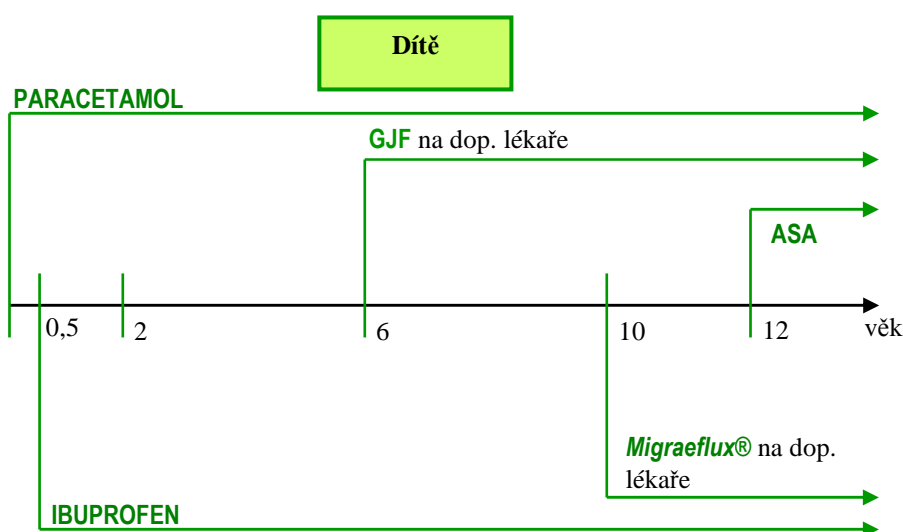 Dítě
PARACETAMOL
GJF na dop. lékaře
ASA
0,5
2
6
10
12
věk
Migraeflux® na dop.
lékaře
IBUPROFEN